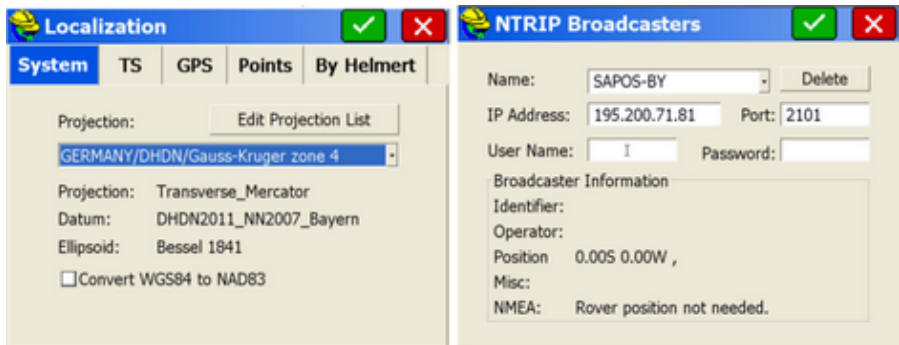 Localization
System TS GPS Points By Helmert
Projection: Edit Projection List
GERMANY/DHDN/Gauss-Kruger zone 4
Projection: Transverse_Mercator
Datum: DHDN2011_NN2007_Bayern
Ellipsoid: Bessel 1841
Convert WGS84 to NAD83
NTRIP Broadcasters
Name: SAPOS-BY Delete
IP Address: 195.200.71.81 Port: 2101
User Name: Password:
Broadcaster Information
Identifier:
Operator:
Position 0.00S 0.00W ,
Misc:
NMEA: Rover position not needed.